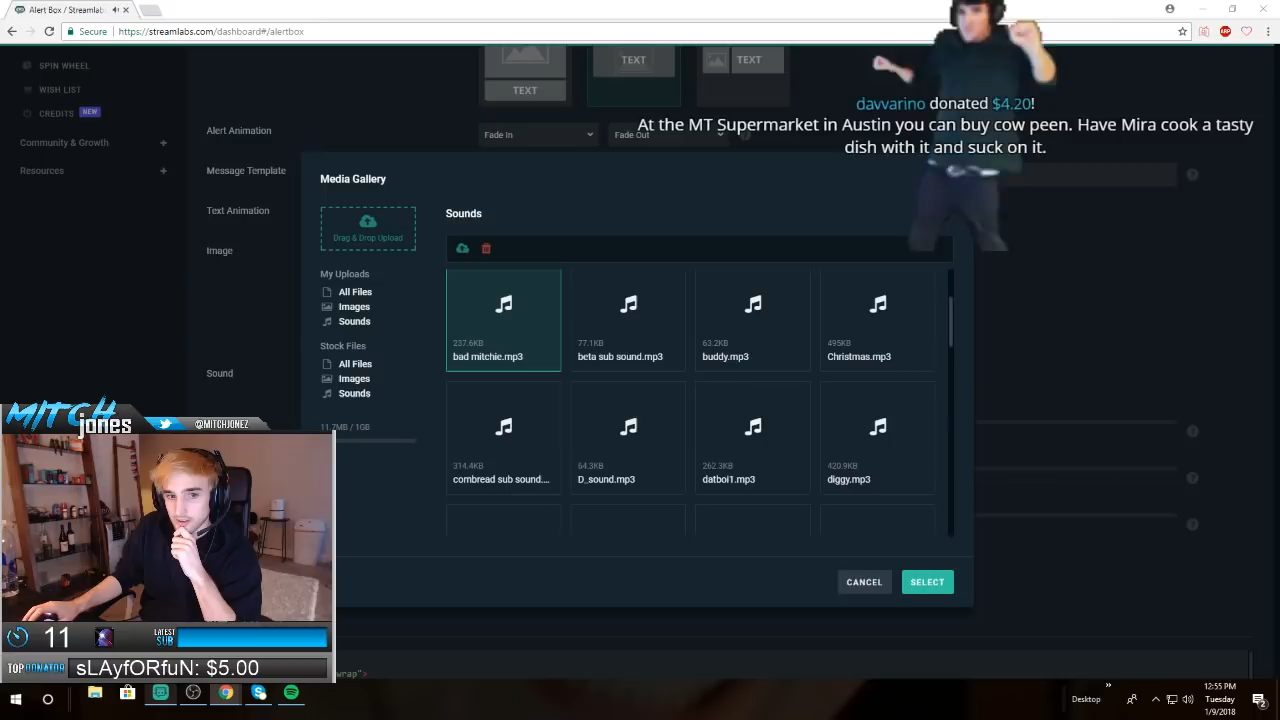 Alert Box / Streamlabs
Secure
https://streamlabs.com/dashboard#/alertbox
SPIN WHEEL
WISH LIST
CREDITS NEW
Community & Growth
Resources
TEXT
TEXT
TEXT
Alert Animation
Fade In
Fade Out
Message Template
Text Animation
Image
Sound
davvarino donated $4.20!
At the MT Supermarket in Austin you can buy cow peen. Have Mira cook a tasty
dish with it and suck on it.
Media Gallery
Drag & Drop Upload
My Uploads
All Files
Images
Sounds
Stock Files
All Files
Images
Sounds
11.7MB / 1GB
Sounds
237.6KB
bad mitchie.mp3
77.1KB
beta sub sound.mp3
63.2KB
buddy.mp3
495KB
Christmas.mp3
314.4KB
cornbread sub sound....
64.3KB
D_sound.mp3
262.3KB
datboi1.mp3
420.9KB
diggy.mp3
CANCEL
SELECT
MITCH
jones
@MITCHJONEZ
11
LATEST
SUB
TOP DONATOR
sLAyfORfuN: $5.00
wrap">
Desktop
12:55 PM
Tuesday
1/9/2018
2